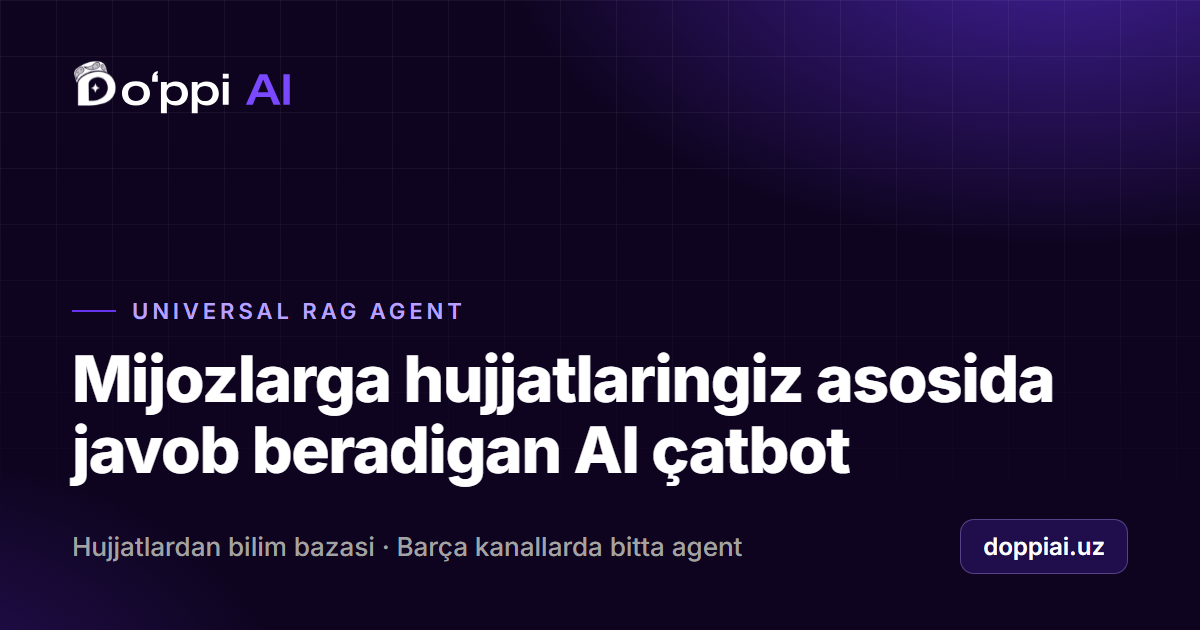 Do‘ppi AI
UNIVERSAL RAG AGENT
Mijozlarga hujjatlaringiz asosida
javob beradigan AI çatbot
Hujjatlardan bilim bazasi · Barça kanallarda bitta agent
doppiai.uz